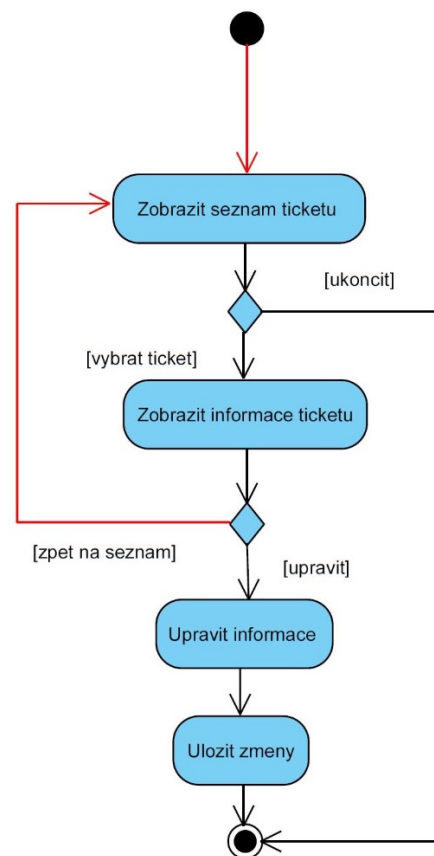 Zobrazit seznam ticketu
[ukoncit]
[vybrat ticket]
Zobrazit informace ticketu
[zpet na seznam]
[upravit]
Upravit informace
Ulozit zmeny